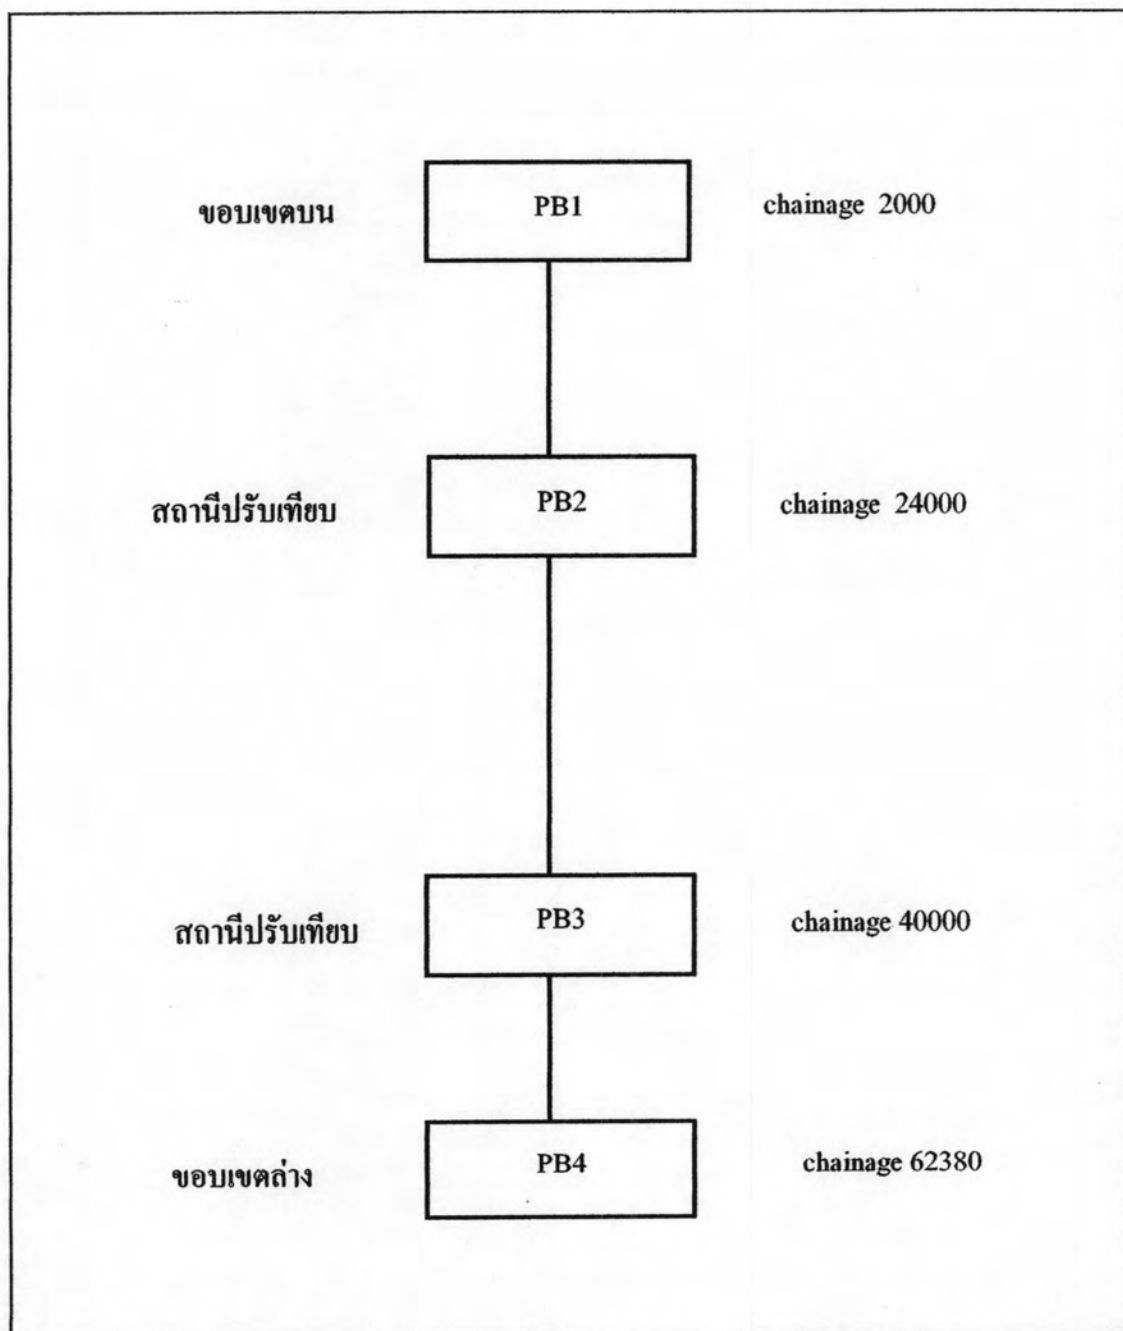 ขอบเขตบน PB1 chainage 2000
สถานีปรับเทียบ PB2 chainage 24000
สถานีปรับเทียบ PB3 chainage 40000
ขอบเขตล่าง PB4 chainage 62380